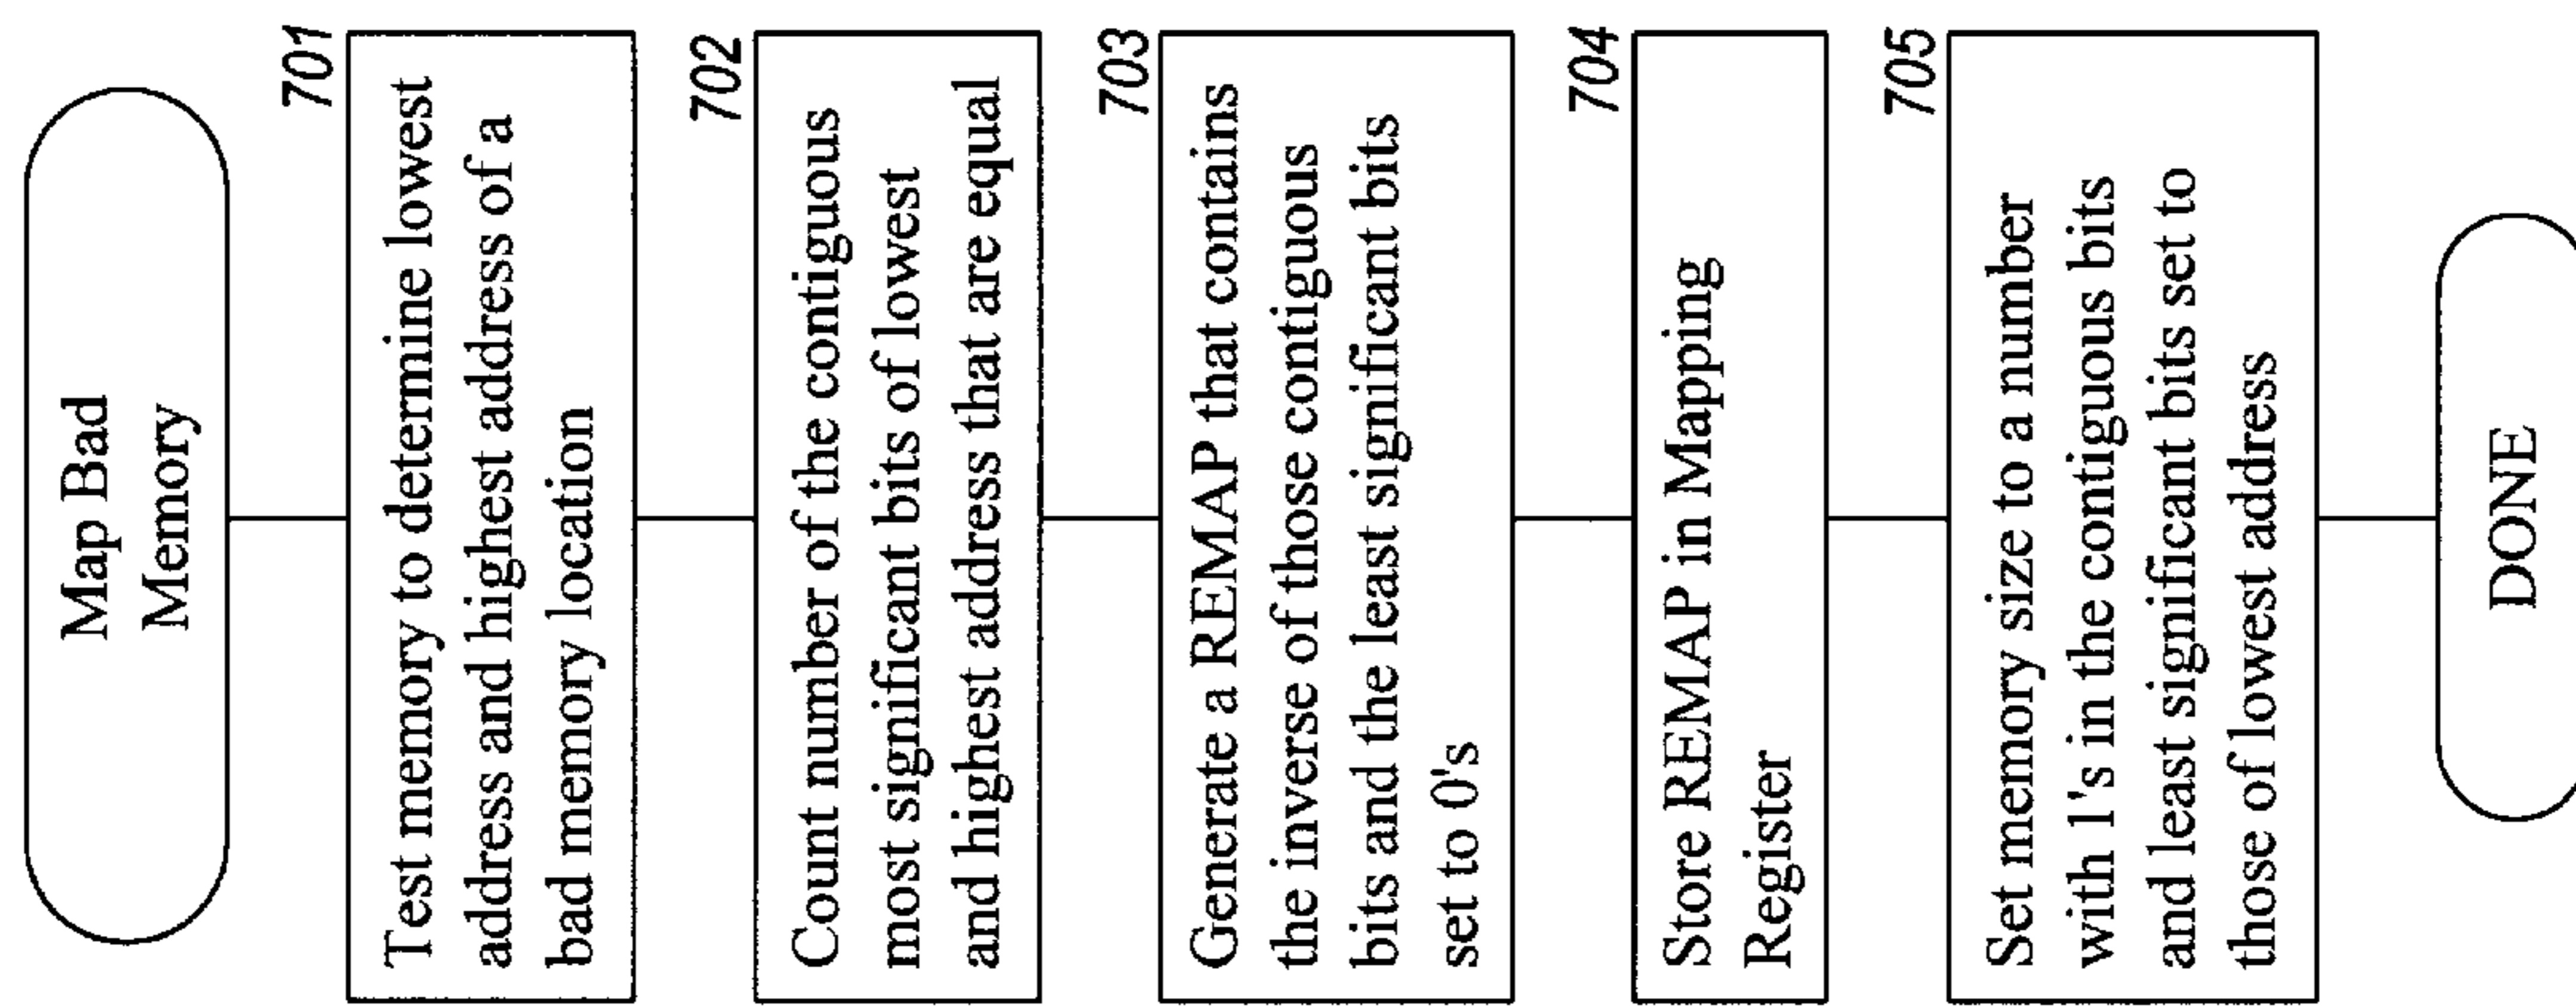 Map Bad
Memory
701
Test memory to determine lowest
address and highest address of a
bad memory location
702
Count number of the contiguous
most significant bits of lowest
and highest address that are equal
703
Generate a REMAP that contains
the inverse of those contiguous
bits and the least significant bits
set to 0's
704
Store REMAP in Mapping
Register
705
Set memory size to a number
with 1's in the contiguous bits
and least significant bits set to
those of lowest address
DONE